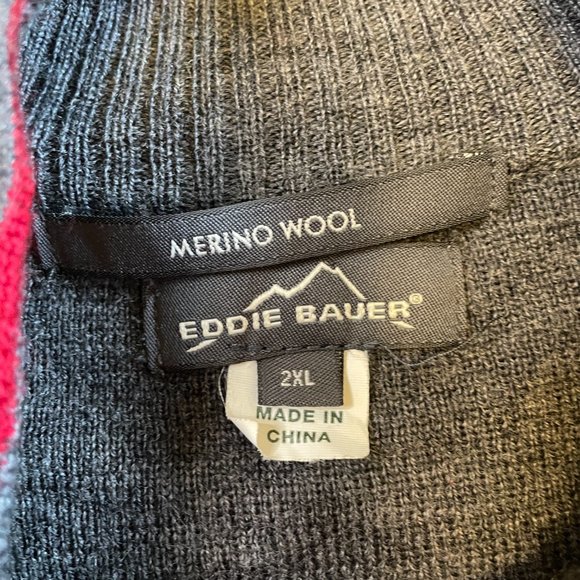 MERINO WOOL
EDDIE BAUER®
2XL
MADE IN
CHINA